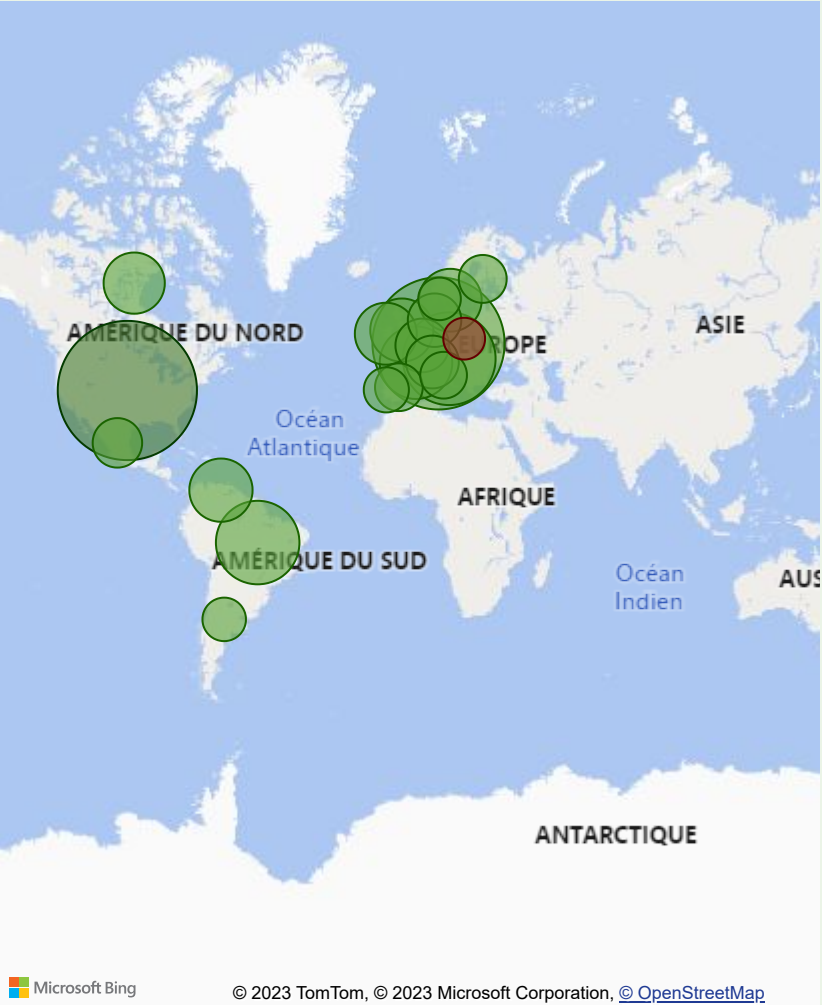 AMÉRIQUE DU NORD
ASIE
EUROPE
Océan
Atlantique
AFRIQUE
AMÉRIQUE DU SUD
Océan
Indien
AUS
ANTARCTIQUE
Microsoft Bing
© 2023 TomTom, © 2023 Microsoft Corporation, © OpenStreetMap